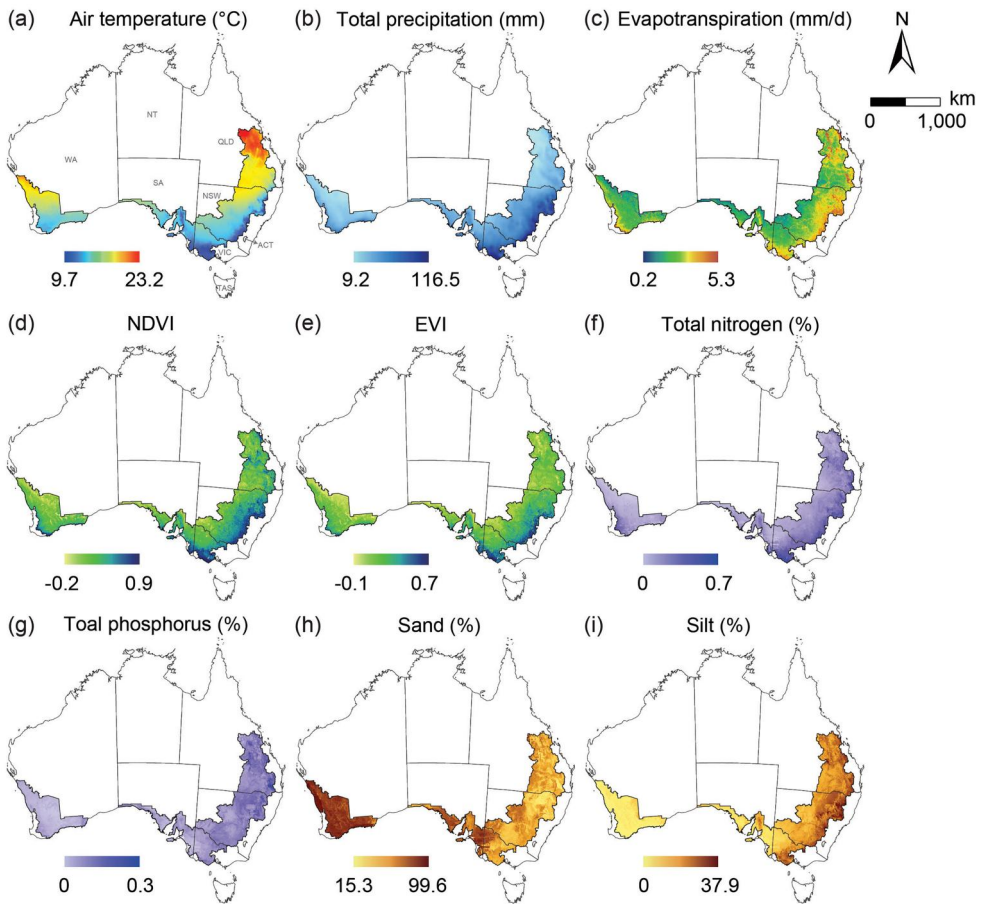 (a) Air temperature (°C)
(b) Total precipitation (mm)
(c) Evapotranspiration (mm/d)
N
km
0 1,000
NT
QLD
WA
SA
NSW
ACT
VIC
TAS
9.7 23.2
9.2 116.5
0.2 5.3
(d) NDVI
(e) EVI
(f) Total nitrogen (%)
-0.2 0.9
-0.1 0.7
0 0.7
(g) Toal phosphorus (%)
(h) Sand (%)
(i) Silt (%)
0 0.3
15.3 99.6
0 37.9